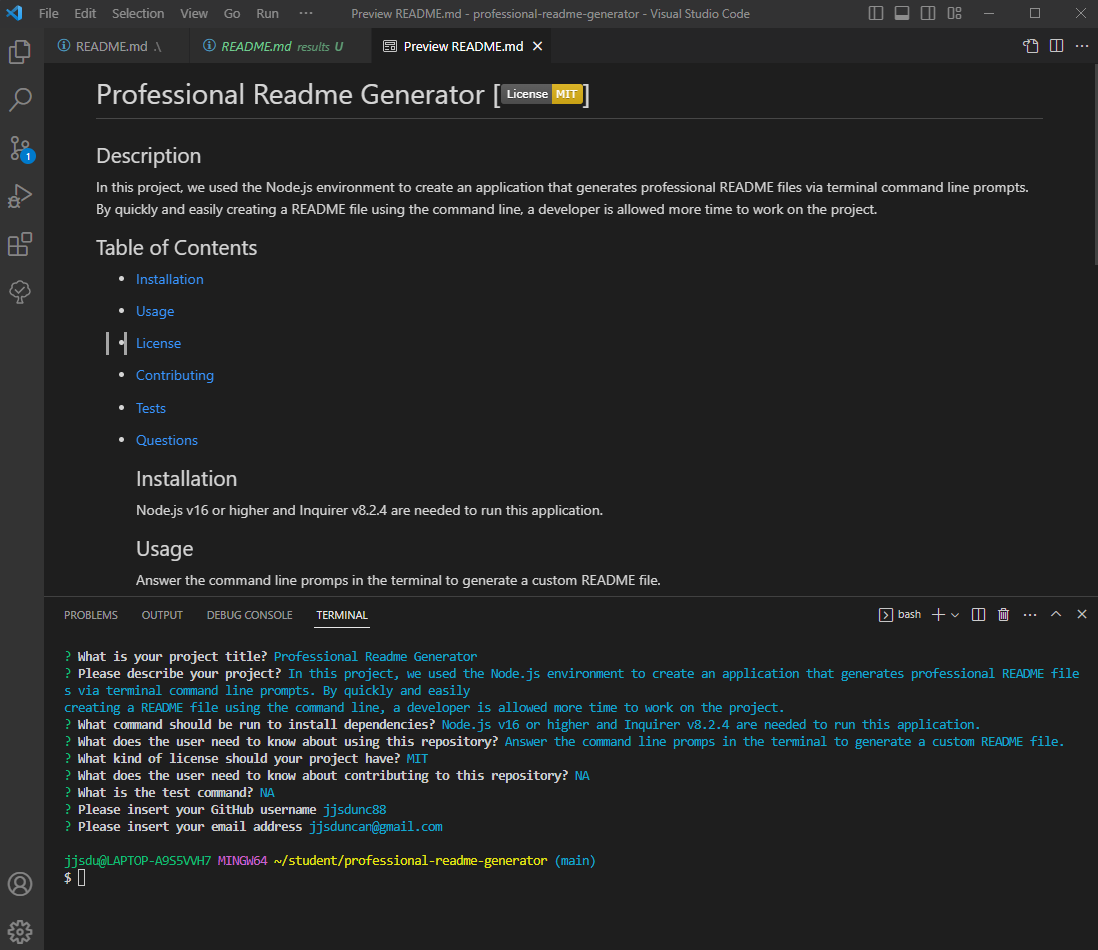 File Edit Selection View Go Run ··· Preview README.md - professional-readme-generator - Visual Studio Code
README.md .\ README.md results U Preview README.md
Professional Readme Generator [License MIT]
1
Description
In this project, we used the Node.js environment to create an application that generates professional README files via terminal command line prompts.
By quickly and easily creating a README file using the command line, a developer is allowed more time to work on the project.
Table of Contents
• Installation
• Usage
• License
• Contributing
• Tests
• Questions
Installation
Node.js v16 or higher and Inquirer v8.2.4 are needed to run this application.
Usage
Answer the command line promps in the terminal to generate a custom README file.
PROBLEMS OUTPUT DEBUG CONSOLE TERMINAL bash
? What is your project title? Professional Readme Generator
? Please describe your project? In this project, we used the Node.js environment to create an application that generates professional README file
s via terminal command line prompts. By quickly and easily
creating a README file using the command line, a developer is allowed more time to work on the project.
? What command should be run to install dependencies? Node.js v16 or higher and Inquirer v8.2.4 are needed to run this application.
? What does the user need to know about using this repository? Answer the command line promps in the terminal to generate a custom README file.
? What kind of license should your project have? MIT
? What does the user need to know about contributing to this repository? NA
? What is the test command? NA
? Please insert your GitHub username jjsdunc88
? Please insert your email address jjsduncan@gmail.com
jjsdu@LAPTOP-A9S5VVH7 MINGW64 ~/student/professional-readme-generator (main)
$